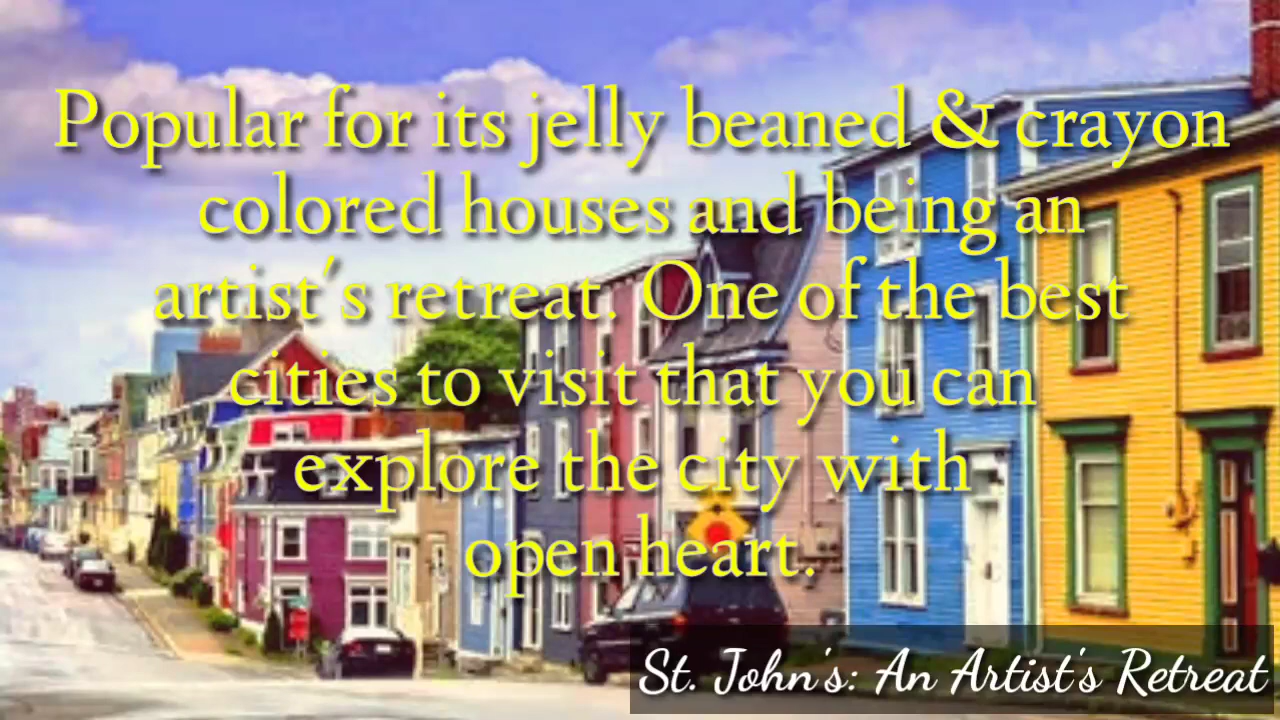 Popular for its jelly beaned & crayon
colored houses and being an
artist's retreat. One of the best
cities to visit that you can
explore the city with
open heart.
St. John's: An Artist's Retreat